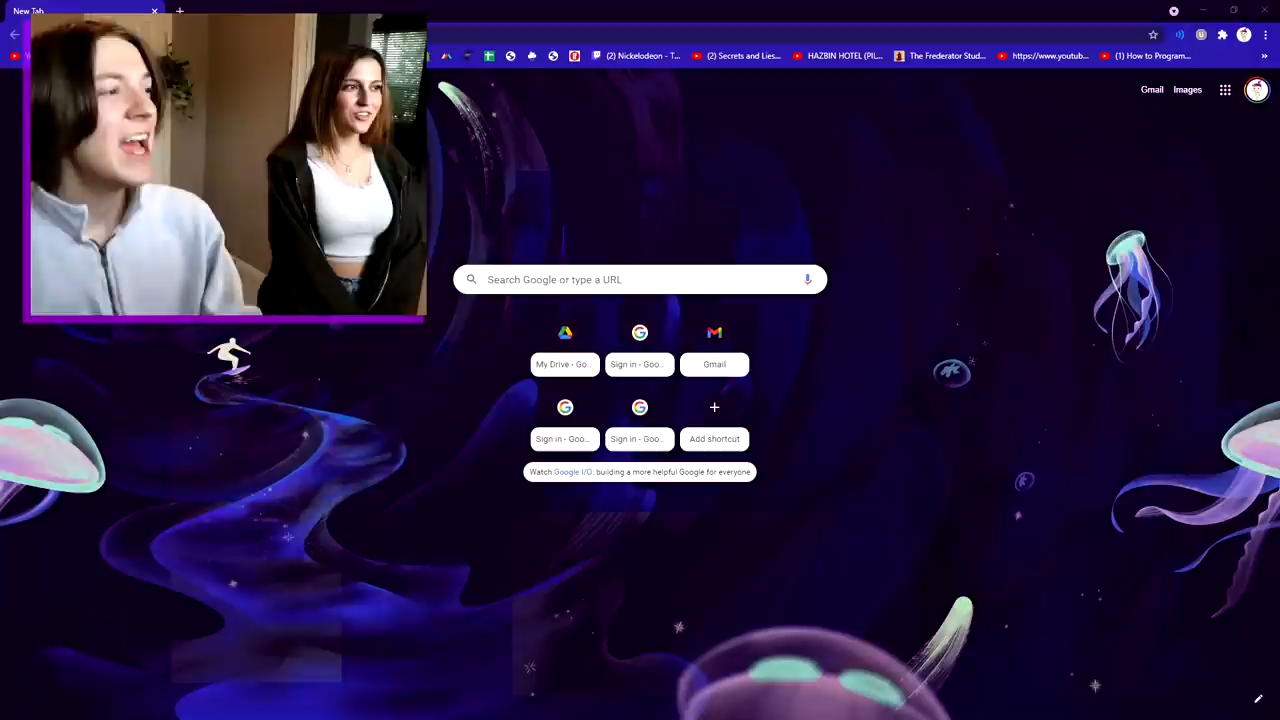 New Tab
(2) Nickelodeon - T...
(2) Secrets and Lies...
HAZBIN HOTEL (PIL...
The Frederator Stud...
https://www.youtub...
(1) How to Program...
Gmail
Images
Search Google or type a URL
My Drive - Go...
Sign in - Goo...
Gmail
Sign in - Goo...
Sign in - Goo...
Add shortcut
Watch Google I/O: building a more helpful Google for everyone